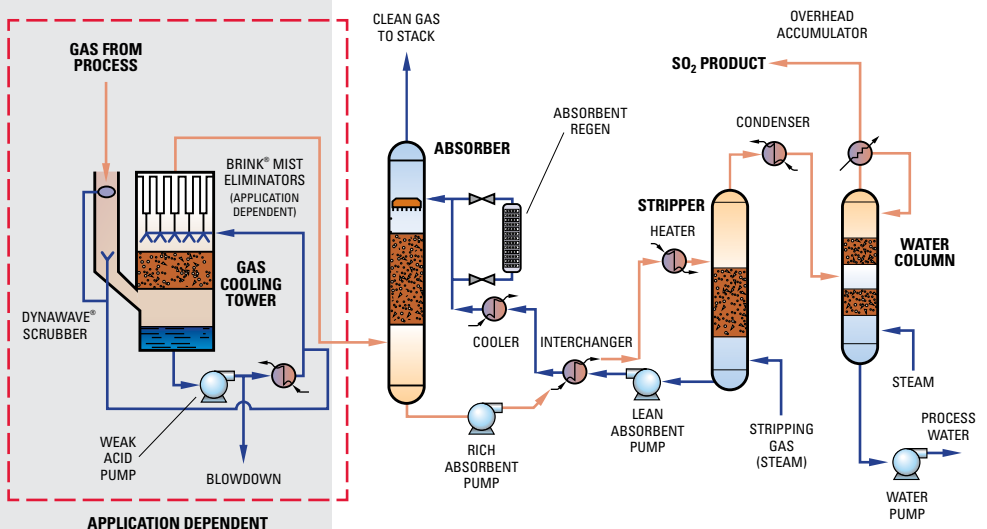 GAS FROM
PROCESS
BRINK® MIST
ELIMINATORS
(APPLICATION
DEPENDENT)
GAS
COOLING
TOWER
DYNAWAVE®
SCRUBBER
WEAK
ACID
PUMP
BLOWDOWN
APPLICATION DEPENDENT
CLEAN GAS
TO STACK
ABSORBER
ABSORBENT
REGEN
COOLER
INTERCHANGER
RICH
ABSORBENT
PUMP
LEAN
ABSORBENT
PUMP
HEATER
STRIPPER
STRIPPING
GAS
(STEAM)
CONDENSER
SO₂ PRODUCT
OVERHEAD
ACCUMULATOR
WATER
COLUMN
STEAM
PROCESS
WATER
WATER
PUMP